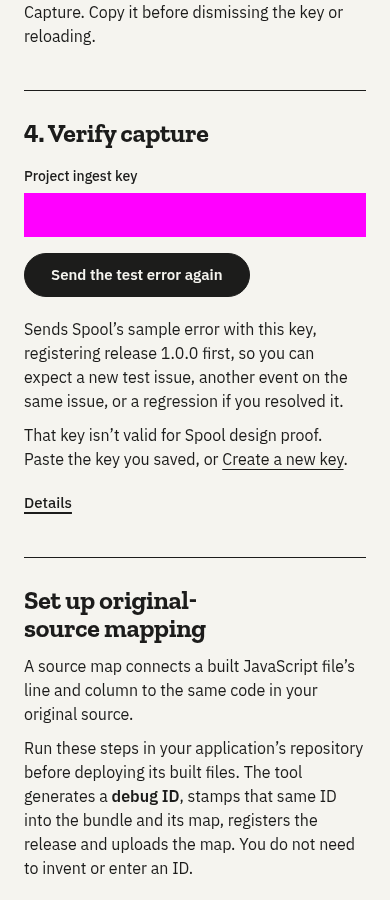 Capture. Copy it before dismissing the key or
reloading.
4. Verify capture
Project ingest key
Send the test error again
Sends Spool’s sample error with this key,
registering release 1.0.0 first, so you can
expect a new test issue, another event on the
same issue, or a regression if you resolved it.
That key isn’t valid for Spool design proof.
Paste the key you saved, or Create a new key.
Details
Set up original-
source mapping
A source map connects a built JavaScript file’s
line and column to the same code in your
original source.
Run these steps in your application’s repository
before deploying its built files. The tool
generates a debug ID, stamps that same ID
into the bundle and its map, registers the
release and uploads the map. You do not need
to invent or enter an ID.